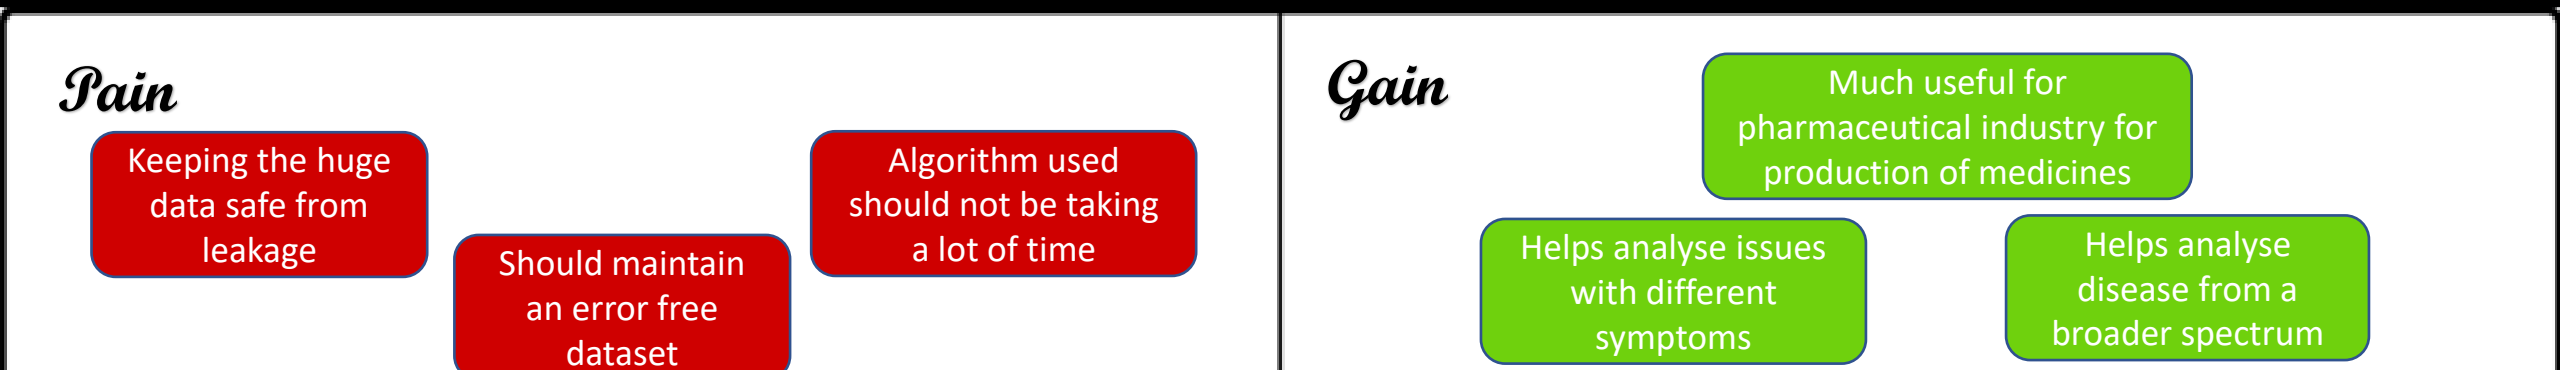 Pain
Keeping the huge
data safe from
leakage
Should maintain
an error free
dataset
Algorithm used
should not be taking
a lot of time
Gain
Much useful for
pharmaceutical industry for
production of medicines
Helps analyse issues
with different
symptoms
Helps analyse
disease from a
broader spectrum